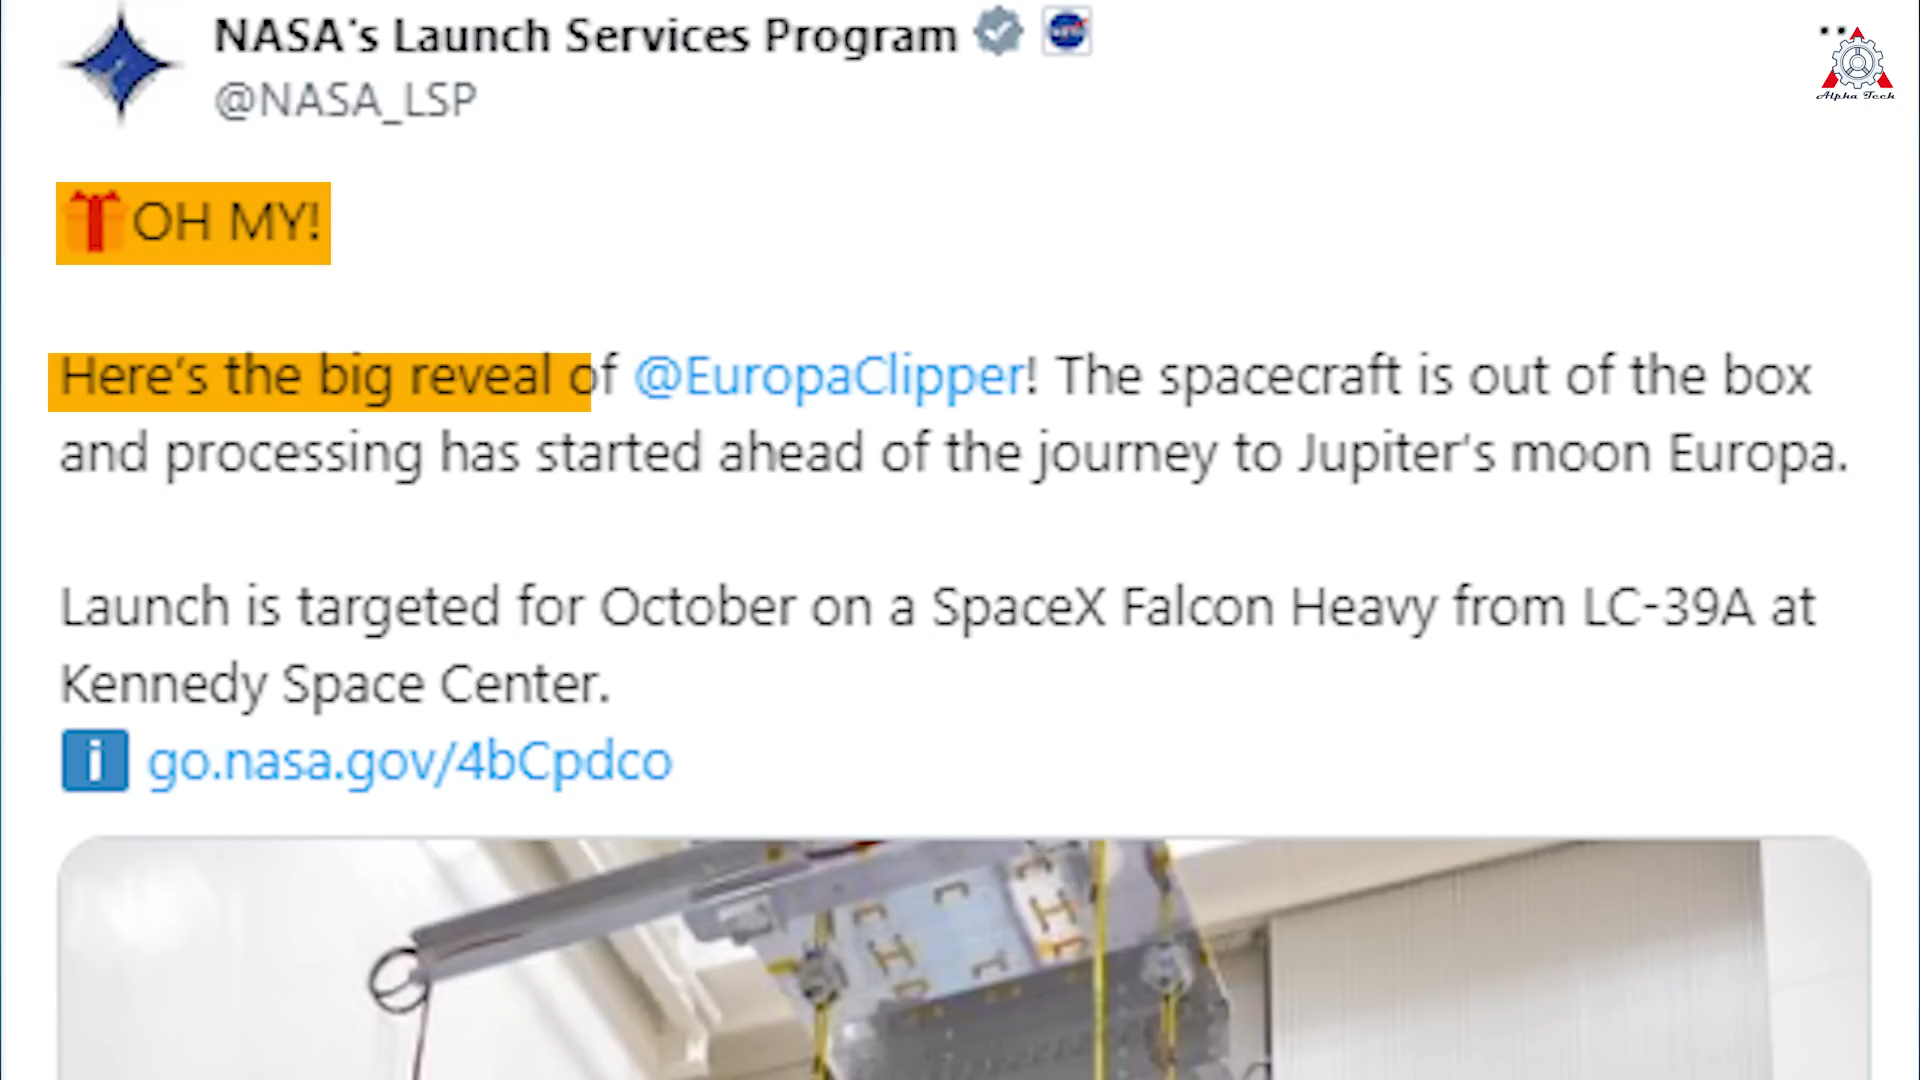 NASA's Launch Services Program
@NASA_LSP
Alpha Tech
🎁OH MY!
Here's the big reveal of @EuropaClipper! The spacecraft is out of the box
and processing has started ahead of the journey to Jupiter's moon Europa.
Launch is targeted for October on a SpaceX Falcon Heavy from LC-39A at
Kennedy Space Center.
ℹ️ go.nasa.gov/4bCpdco